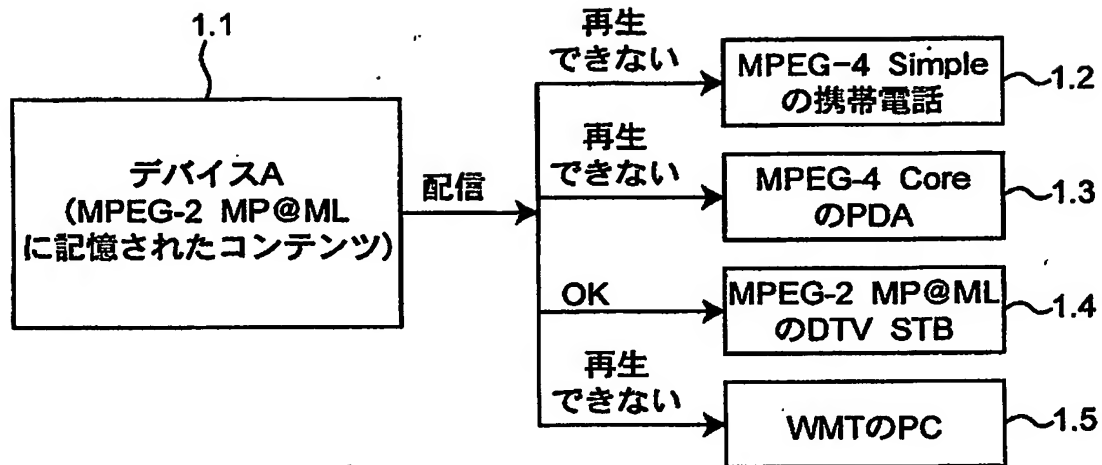 1.1
デバイスA
(MPEG-2 MP@ML
に記憶されたコンテンツ)
配信
再生
できない
MPEG-4 Simple
の携帯電話
1.2
再生
できない
MPEG-4 Core
のPDA
1.3
OK
MPEG-2 MP@ML
のDTV STB
1.4
再生
できない
WMTのPC
1.5